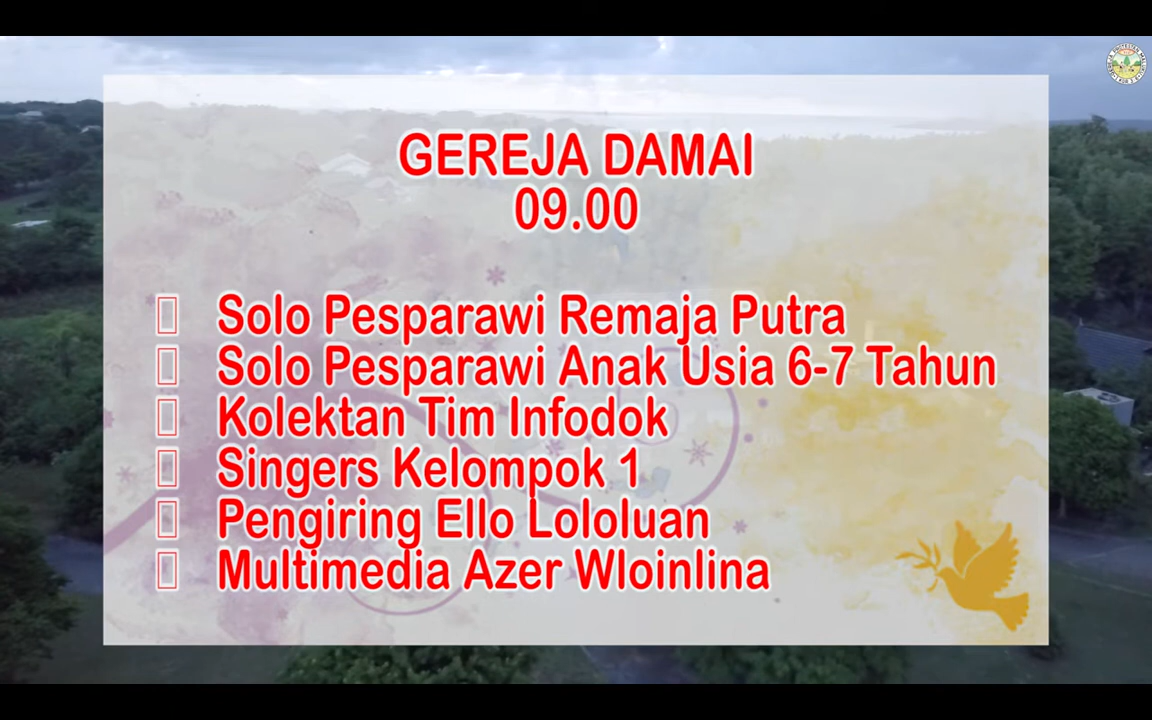 GEREJA DAMAI
09.00
Solo Pesparawi Remaja Putra
Solo Pesparawi Anak Usia 6-7 Tahun
Kolektan Tim Infodok
Singers Kelompok 1
Pengiring Ello Lololuan
Multimedia Azer Wloinlina